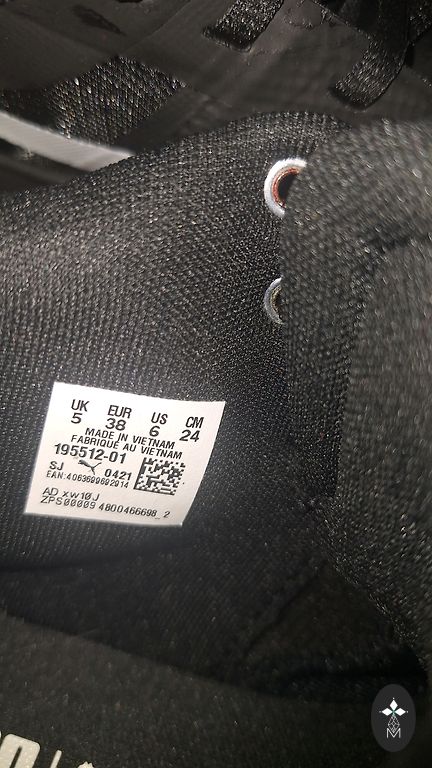 UK EUR US CM
5 38 6 24
MADE IN VIETNAM
FABRIQUÉ AU VIETNAM
195512-01
SJ 0421
EAN:4063699692914
AD xw10J
ZPS00009 4800466698_2
M